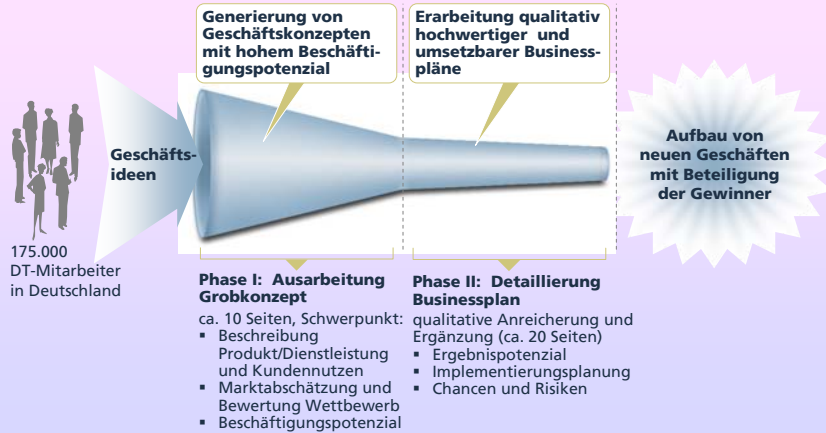 Generierung von
Geschäftskonzepten
mit hohem Beschäfti-
gungspotenzial
Erarbeitung qualitativ
hochwertiger und
umsetzbarer Business-
pläne
Geschäfts-
ideen
175.000
DT-Mitarbeiter
in Deutschland
Aufbau von
neuen Geschäften
mit Beteiligung
der Gewinner
Phase I: Ausarbeitung
Grobkonzept
ca. 10 Seiten, Schwerpunkt:
▪ Beschreibung
Produkt/Dienstleistung
und Kundennutzen
▪ Marktabschätzung und
Bewertung Wettbewerb
▪ Beschäftigungspotenzial
Phase II: Detaillierung
Businessplan
qualitative Anreicherung und
Ergänzung (ca. 20 Seiten)
▪ Ergebnispotenzial
▪ Implementierungsplanung
▪ Chancen und Risiken